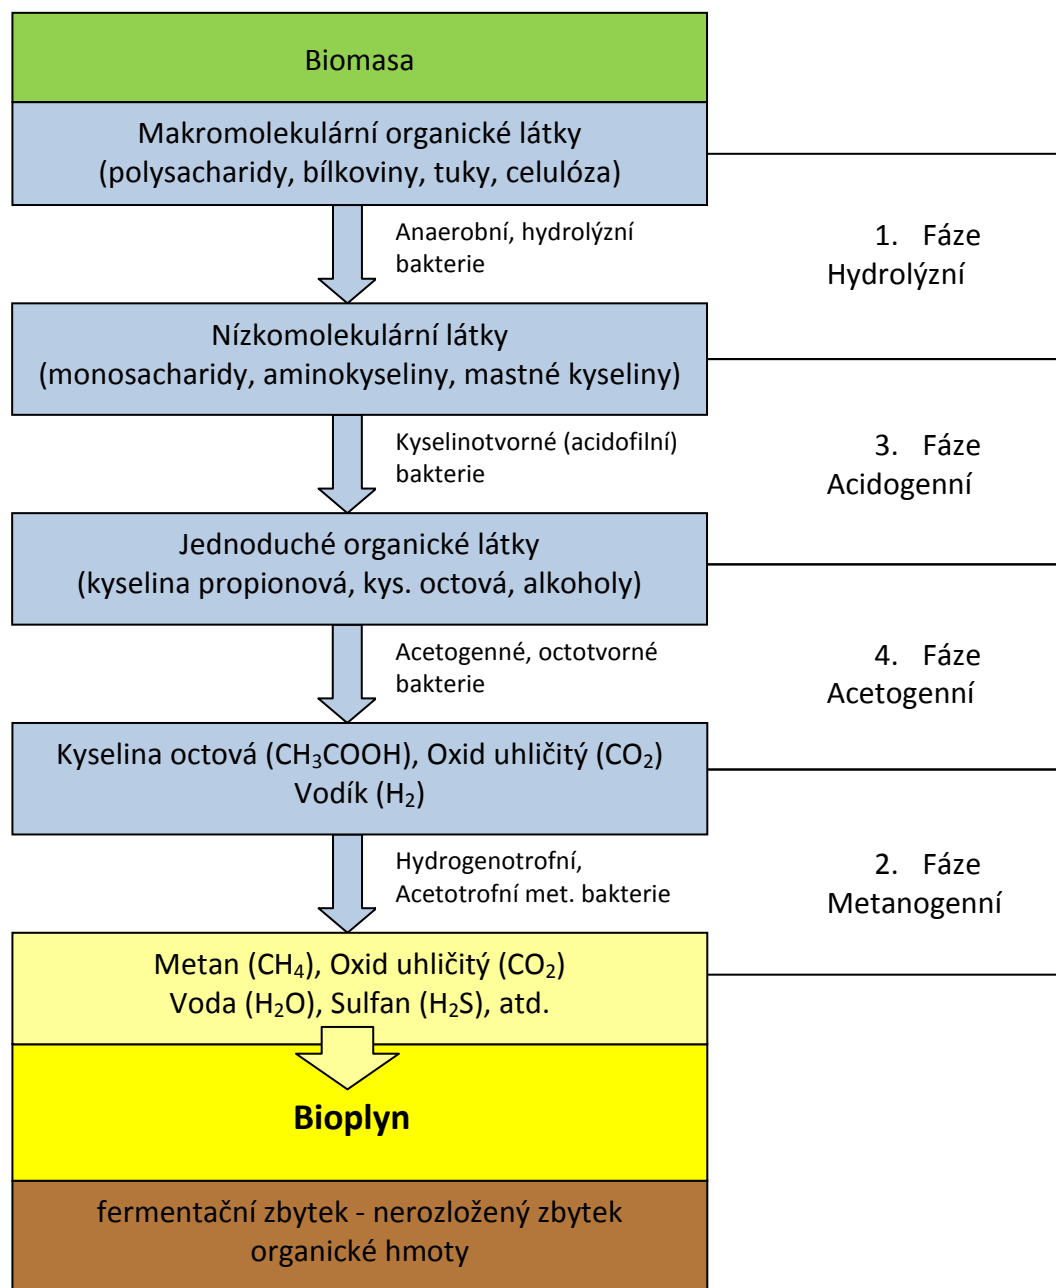 Biomasa
Makromolekulární organické látky
(polysacharidy, bílkoviny, tuky, celulóza)
Anaerobní, hydrolýzní
bakterie
1. Fáze
Hydrolýzní
Nízkomolekulární látky
(monosacharidy, aminokyseliny, mastné kyseliny)
Kyselinotvorné (acidofilní)
bakterie
3. Fáze
Acidogenní
Jednoduché organické látky
(kyselina propionová, kys. octová, alkoholy)
Acetogenné, octotvorné
bakterie
4. Fáze
Acetogenní
Kyselina octová (CH₃COOH), Oxid uhličitý (CO₂)
Vodík (H₂)
Hydrogenotrofní,
Acetotrofní met. bakterie
2. Fáze
Metanogenní
Metan (CH₄), Oxid uhličitý (CO₂)
Voda (H₂O), Sulfan (H₂S), atd.
Bioplyn
fermentační zbytek - nerozložený zbytek
organické hmoty